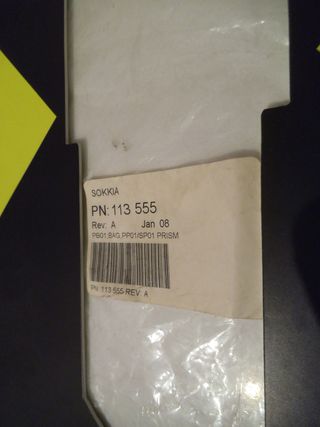 SOKKIA
PN: 113 555
Rev: A Jan 08
PB01:BAG,PP01/SP01 PRISM
PN: 113 555 REV: A